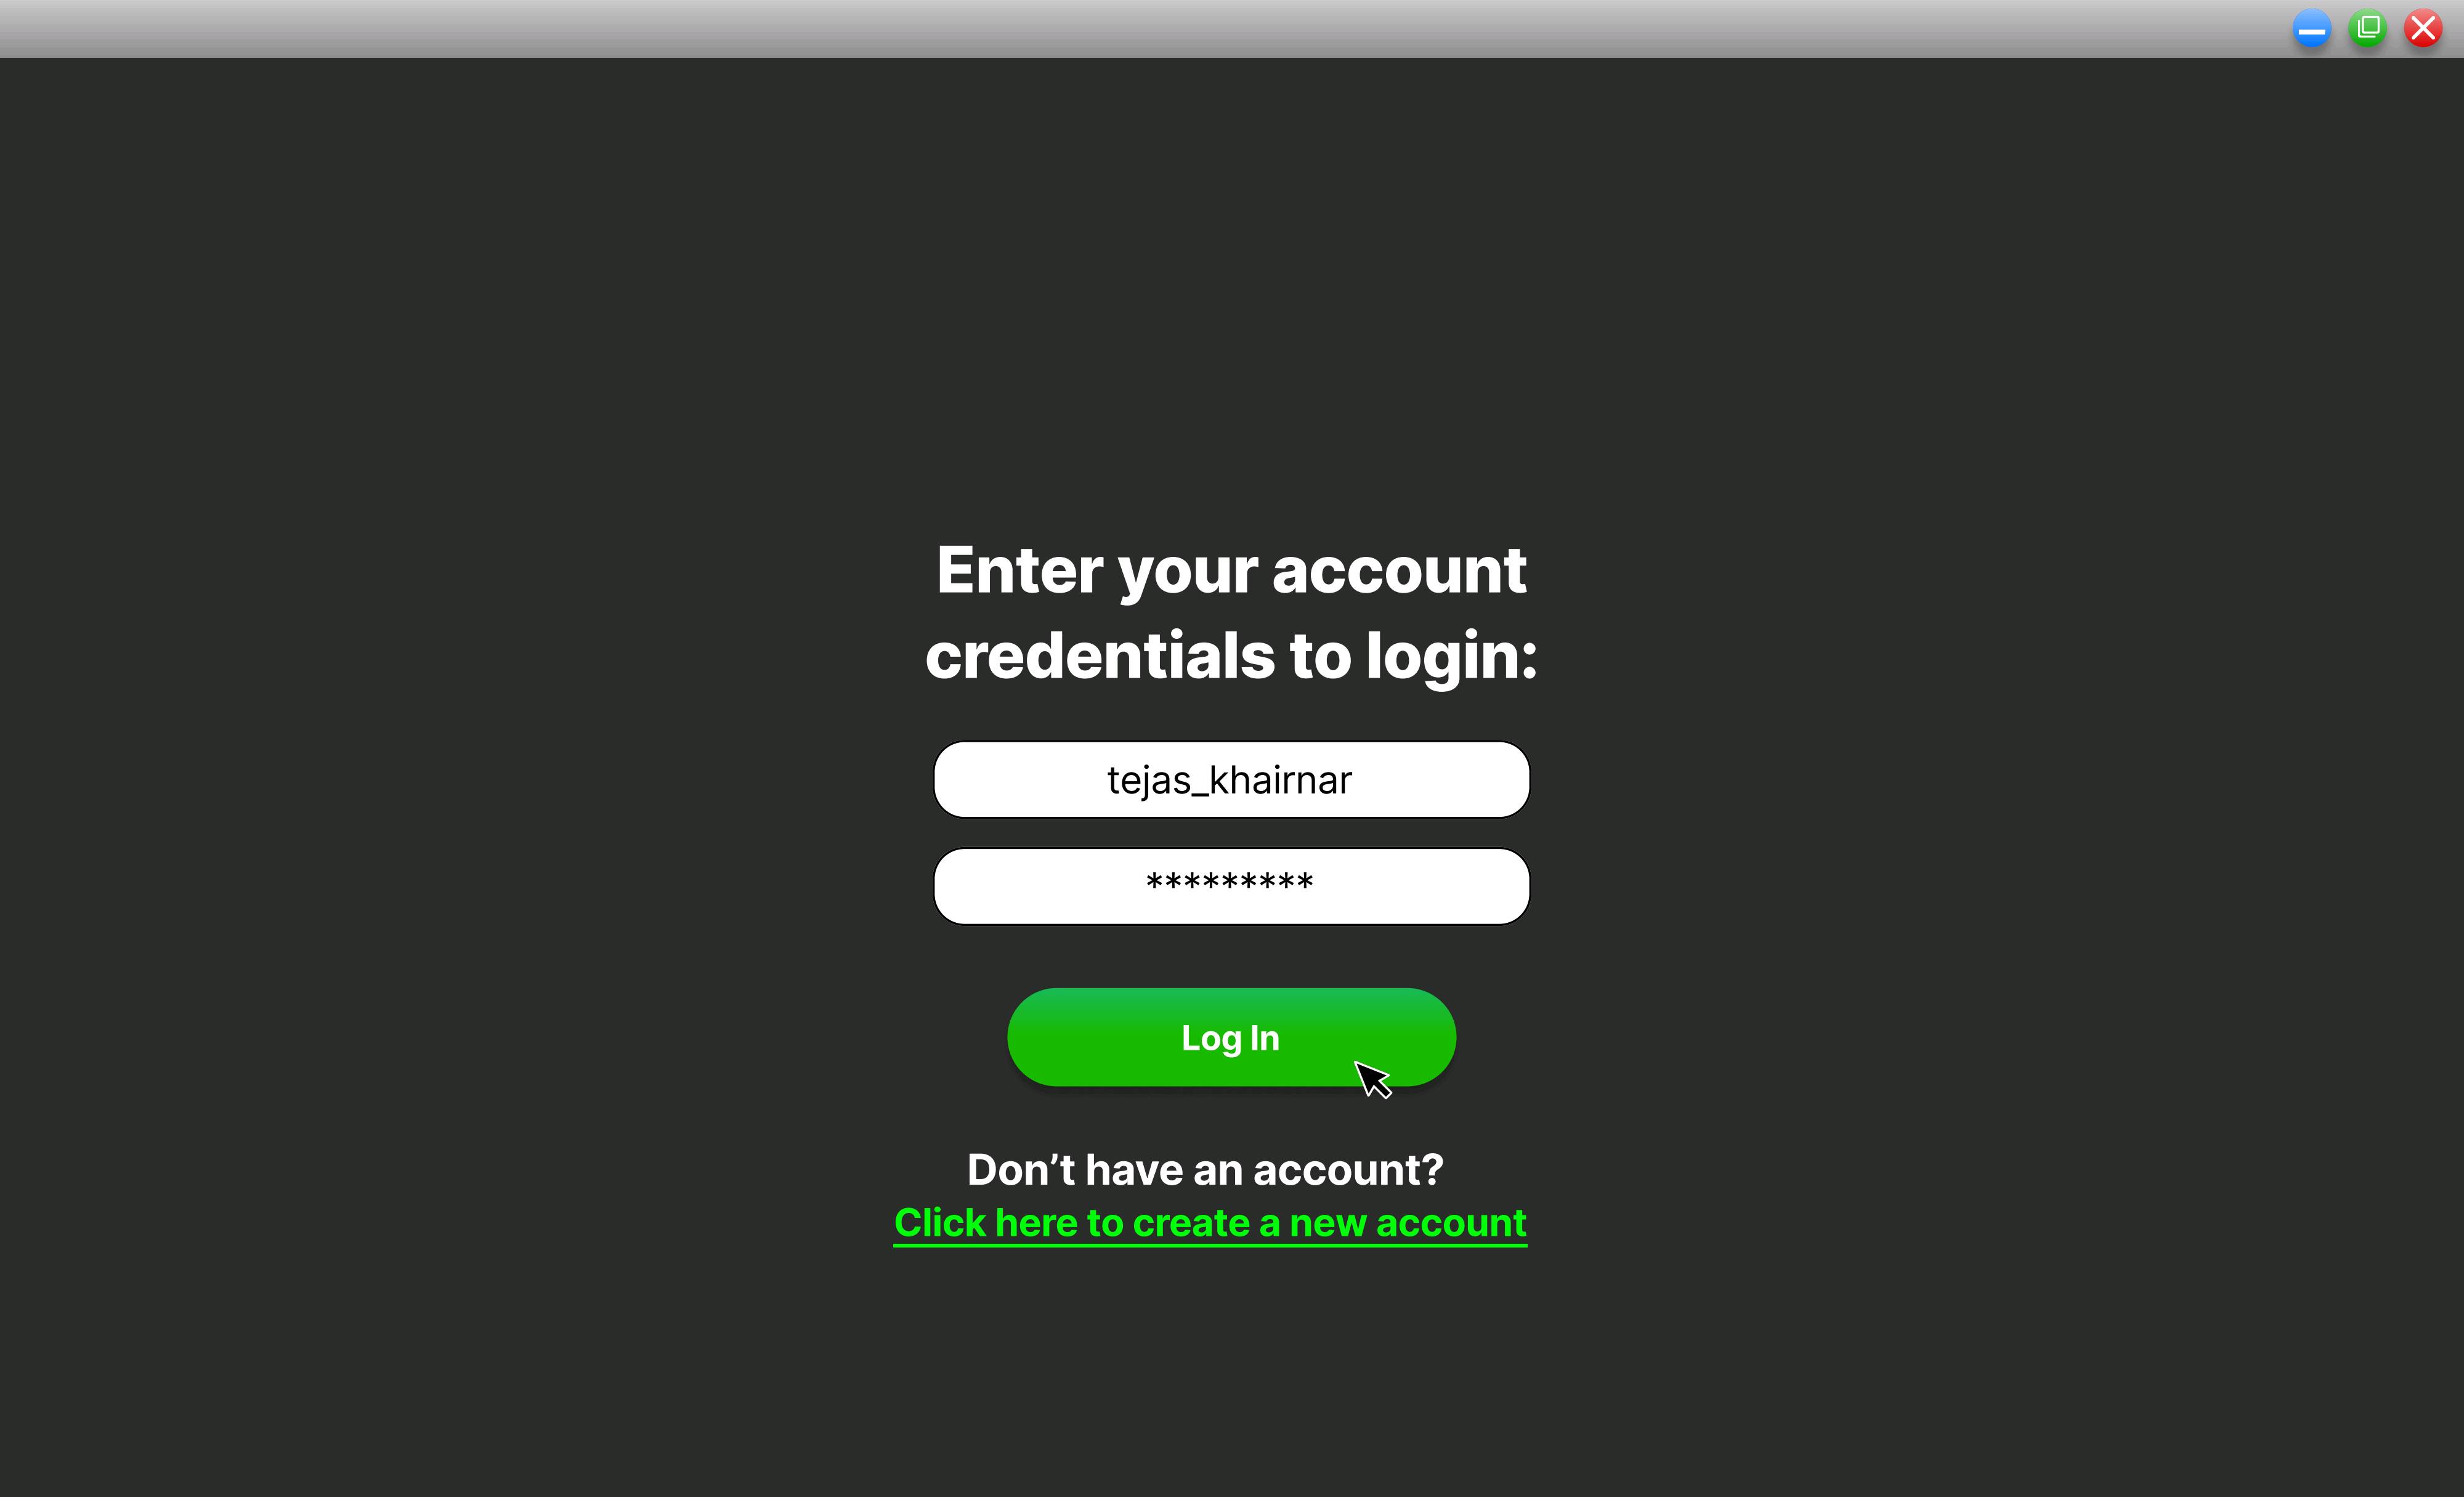 Enter your account
credentials to login:
tejas_khairnar
*********
Log In
Don’t have an account?
Click here to create a new account